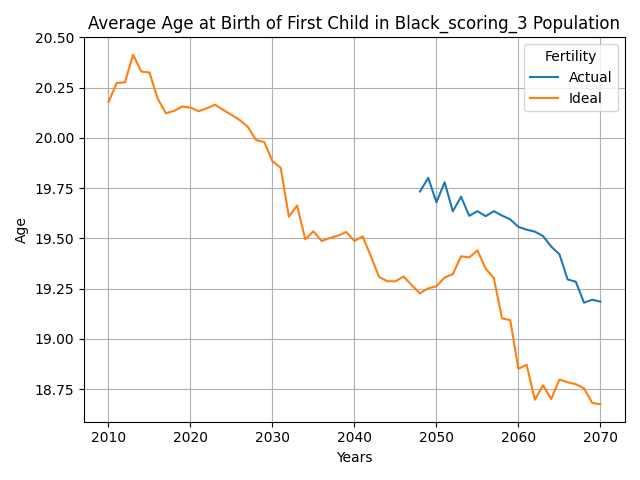 Average Age at Birth of First Child in Black_scoring_3 Population
Fertility
Actual
Ideal
Age
20.50
20.25
20.00
19.75
19.50
19.25
19.00
18.75
2010
2020
2030
2040
2050
2060
2070
Years